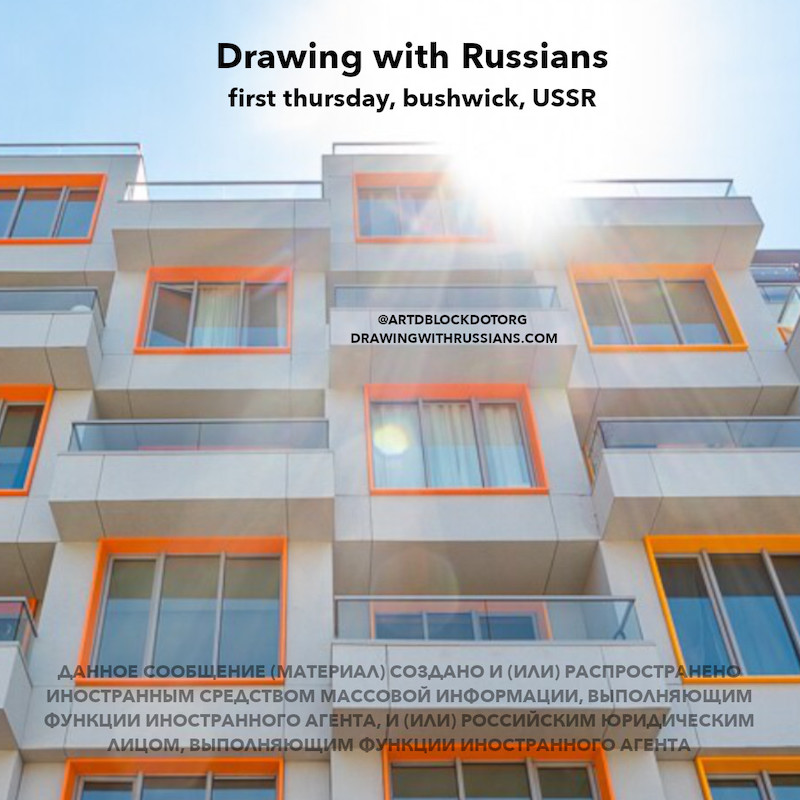 Drawing with Russians
first thursday, bushwick, USSR
@ARTDBLOCKDOTORG
DRAWINGWITHRUSSIANS.COM
ДАННОЕ СООБЩЕНИЕ (МАТЕРИАЛ) СОЗДАНО И (ИЛИ) РАСПРОСТРАНЕНО
ИНОСТРАННЫМ СРЕДСТВОМ МАССОВОЙ ИНФОРМАЦИИ, ВЫПОЛНЯЮЩИМ
ФУНКЦИИ ИНОСТРАННОГО АГЕНТА, И (ИЛИ) РОССИЙСКИМ ЮРИДИЧЕСКИМ
ЛИЦОМ, ВЫПОЛНЯЮЩИМ ФУНКЦИИ ИНОСТРАННОГО АГЕНТА